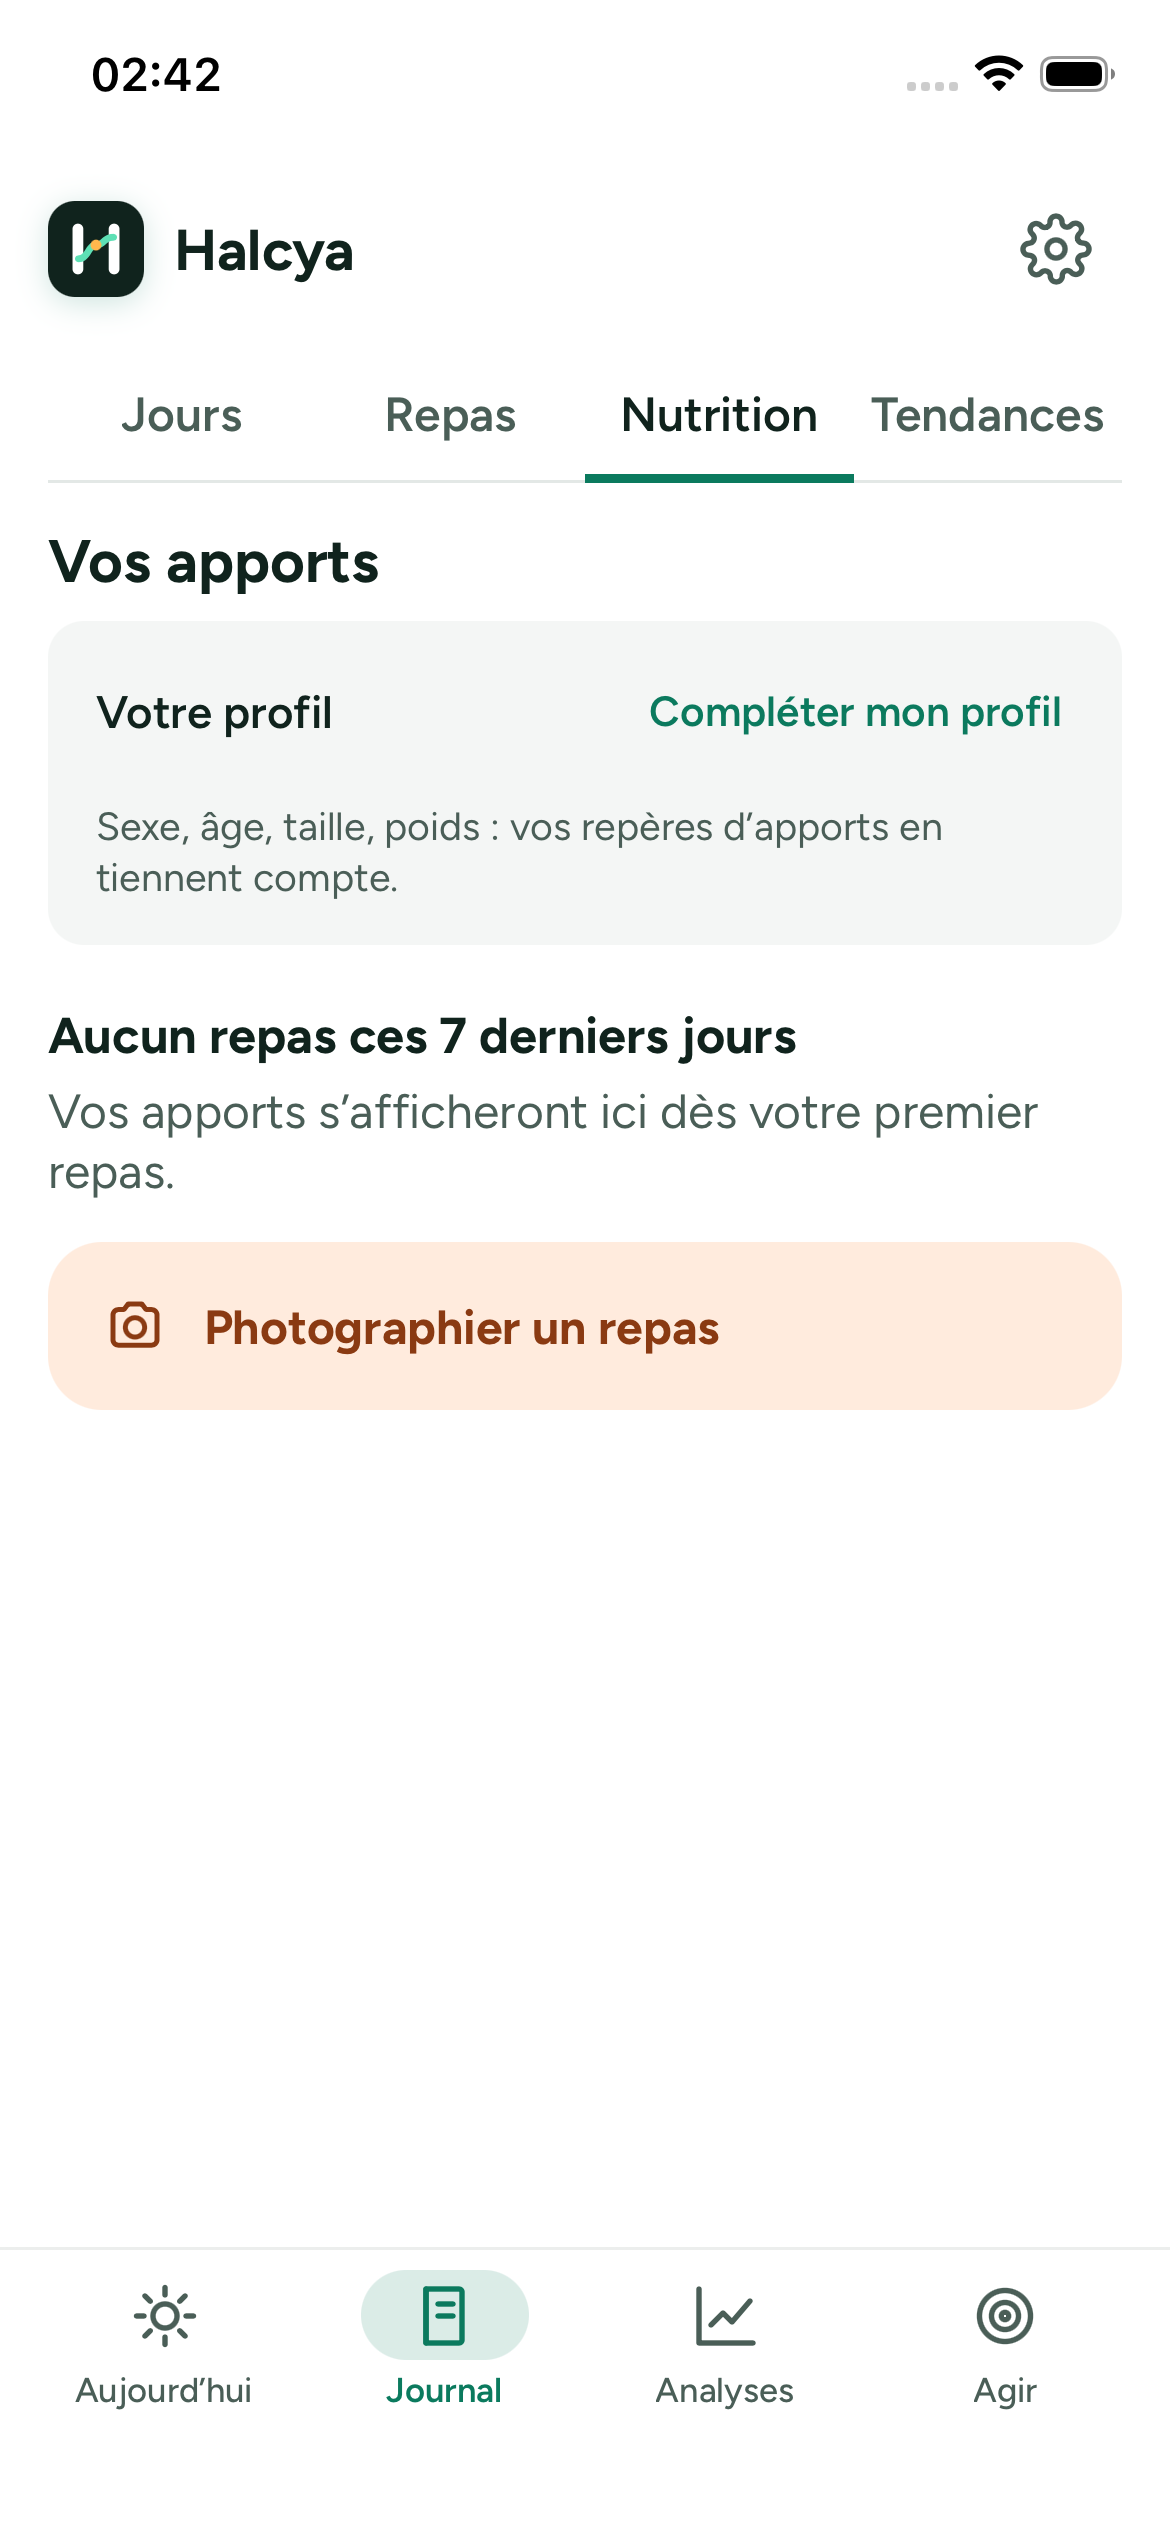 02:42
Halcya
Jours Repas Nutrition Tendances
Vos apports
Votre profil Compléter mon profil
Sexe, âge, taille, poids : vos repères d’apports en
tiennent compte.
Aucun repas ces 7 derniers jours
Vos apports s’afficheront ici dès votre premier
repas.
Photographier un repas
Aujourd’hui Journal Analyses Agir